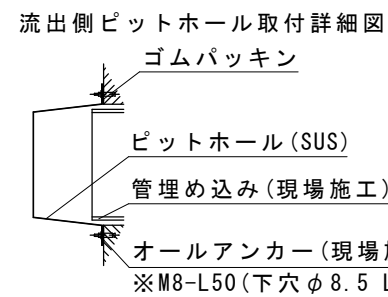 流出側ピットホール取付詳細図
ゴムパッキン
ピットホール(SUS)
管埋め込み(現場施工)
オールアンカー(現場
※M8-L50(下穴φ8.5 L